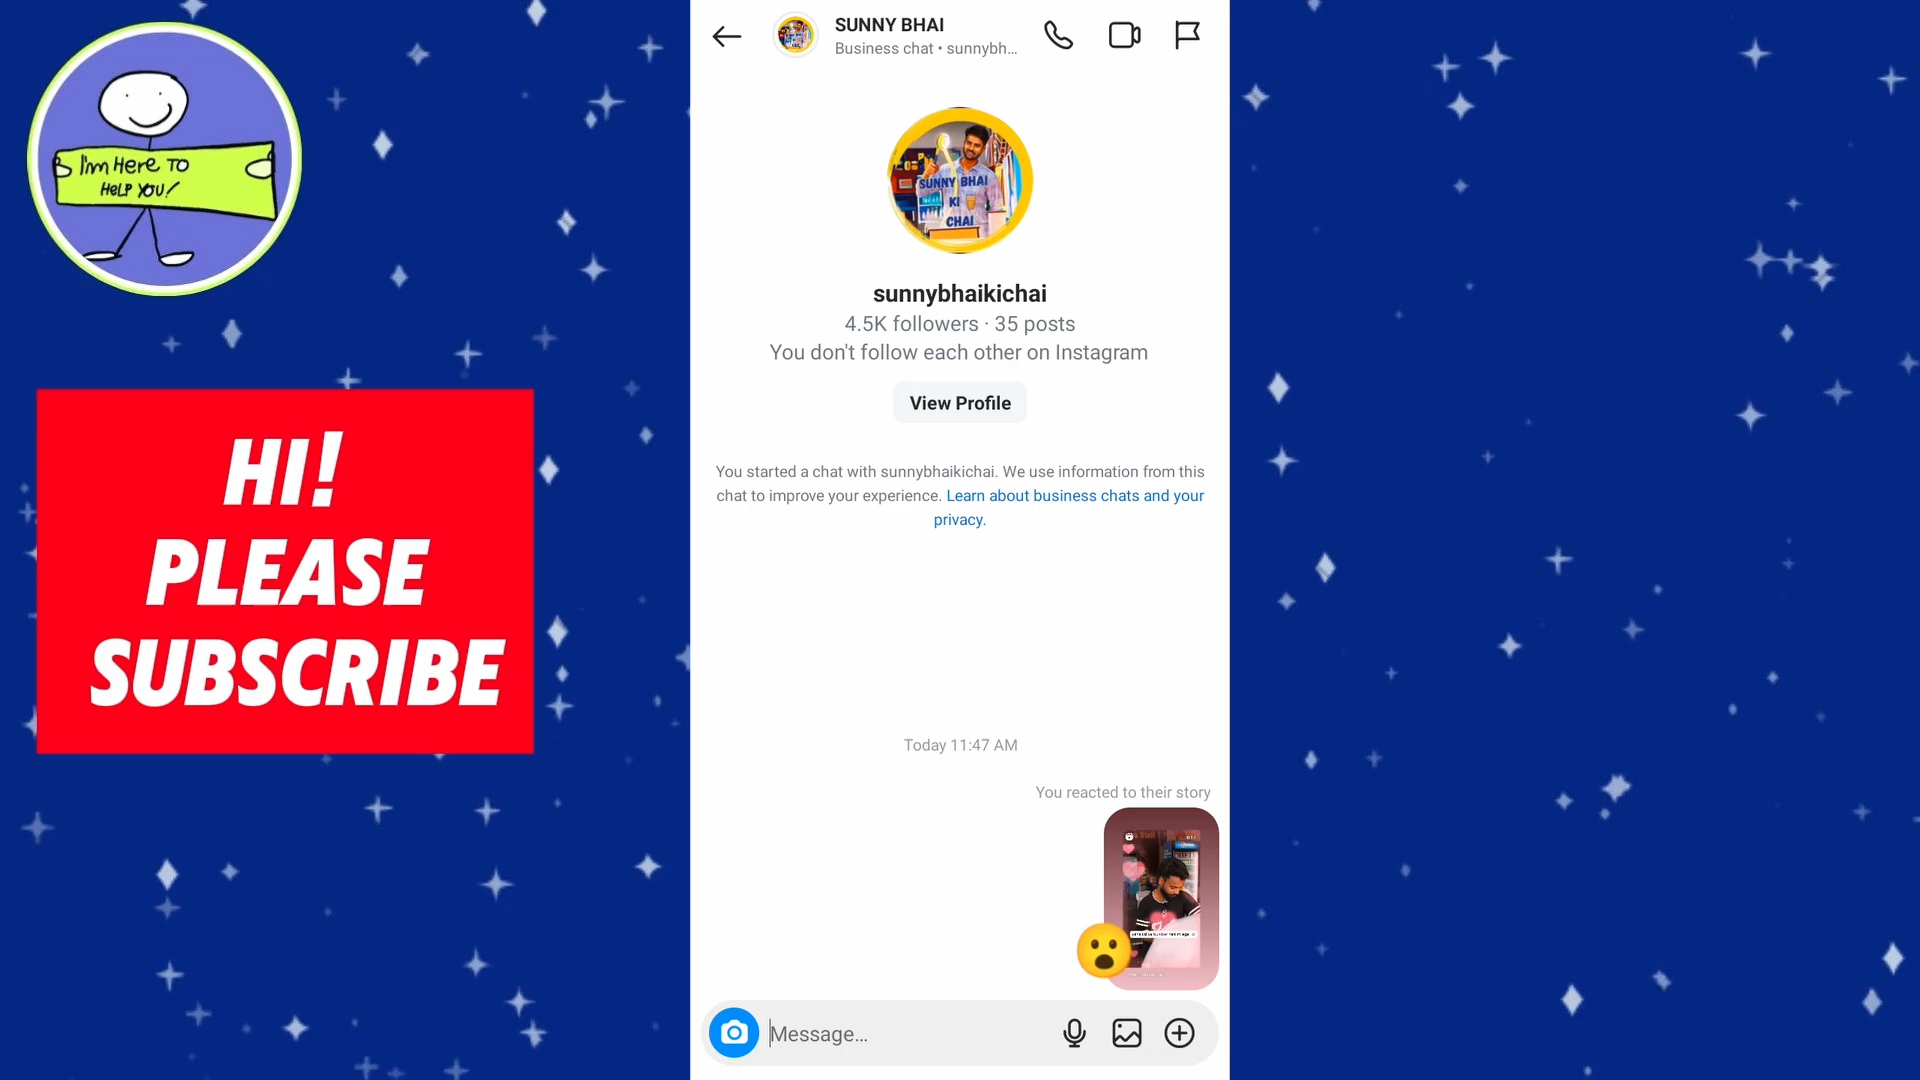 I'm HeRe To
HeLP YOU!
HI!
PLEASE
SUBSCRIBE
SUNNY BHAI
Business chat • sunnybh...
SUNNY BHAI
KI
CHAI
sunnybhaikichai
4.5K followers · 35 posts
You don't follow each other on Instagram
View Profile
You started a chat with sunnybhaikichai. We use information from this
chat to improve your experience. Learn about business chats and your
privacy.
Today 11:47 AM
You reacted to their story
Message...